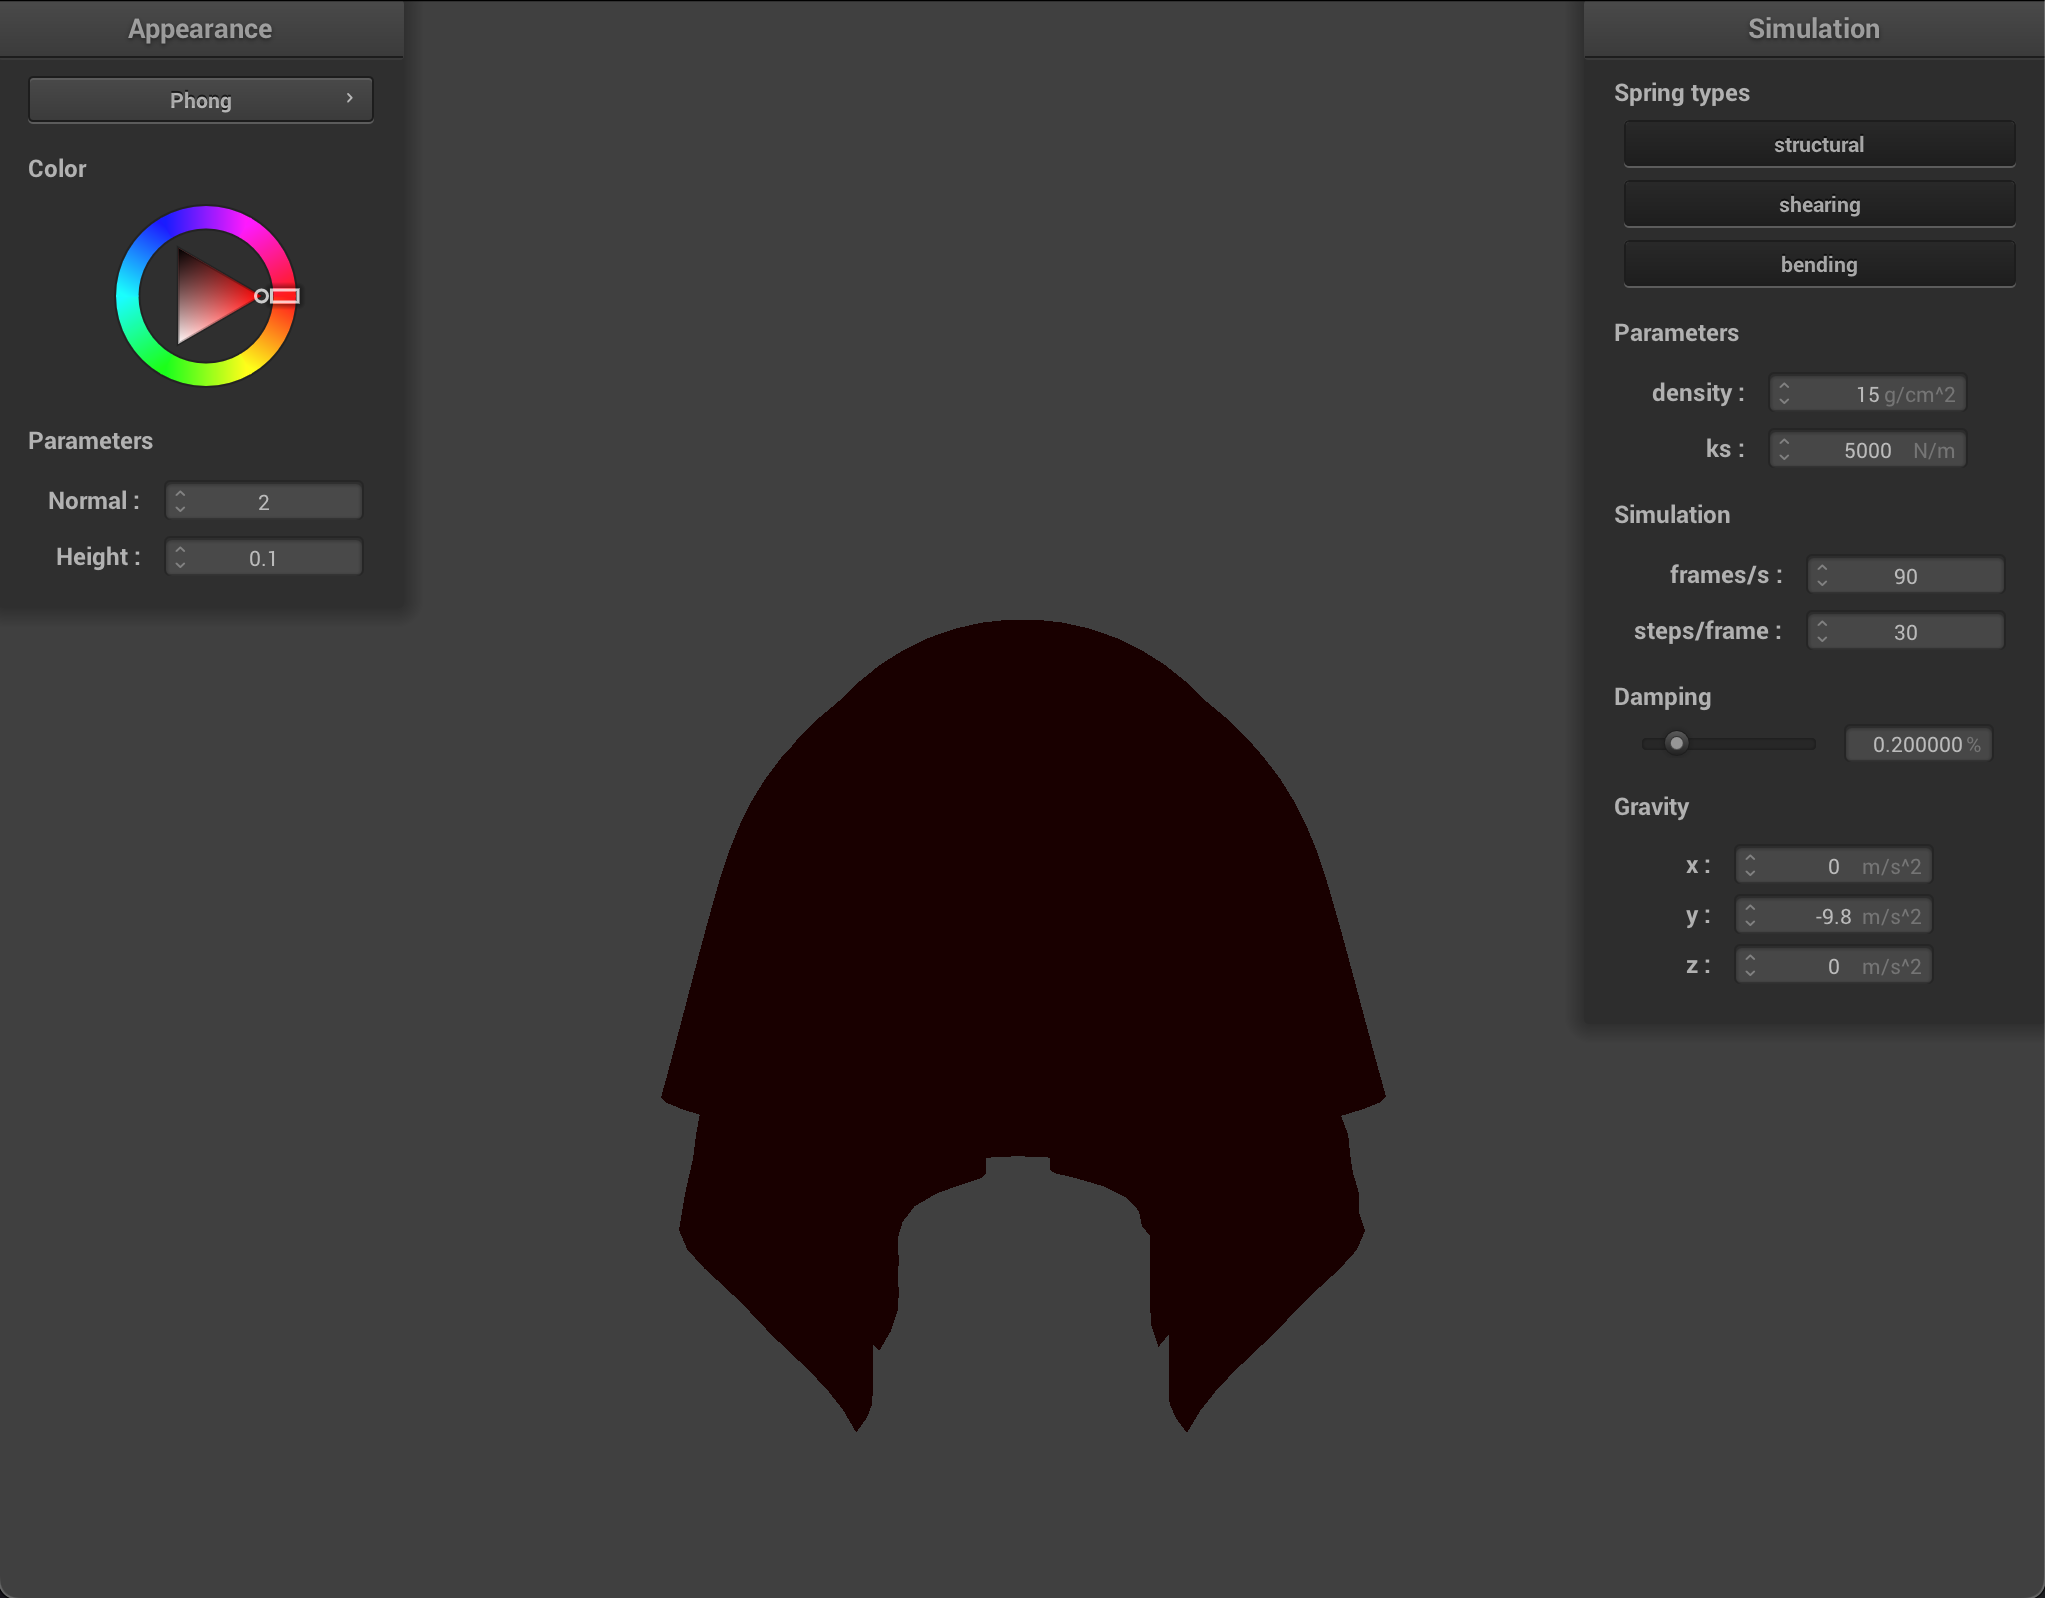 Appearance
Phong
Color
Parameters
Normal : 2
Height : 0.1
Simulation
Spring types
structural
shearing
bending
Parameters
density : 15 g/cm^2
ks : 5000 N/m
Simulation
frames/s : 90
steps/frame : 30
Damping
0.200000 %
Gravity
x : 0 m/s^2
y : -9.8 m/s^2
z : 0 m/s^2